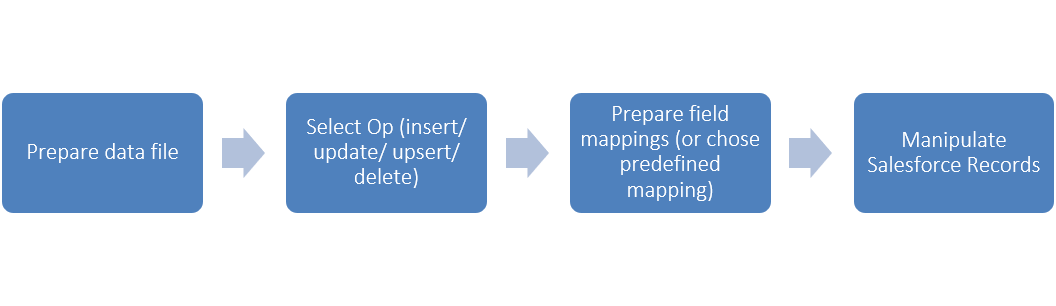 Prepare data file
Select Op (insert/
update/ upsert/
delete)
Prepare field
mappings (or chose
predefined
mapping)
Manipulate
Salesforce Records